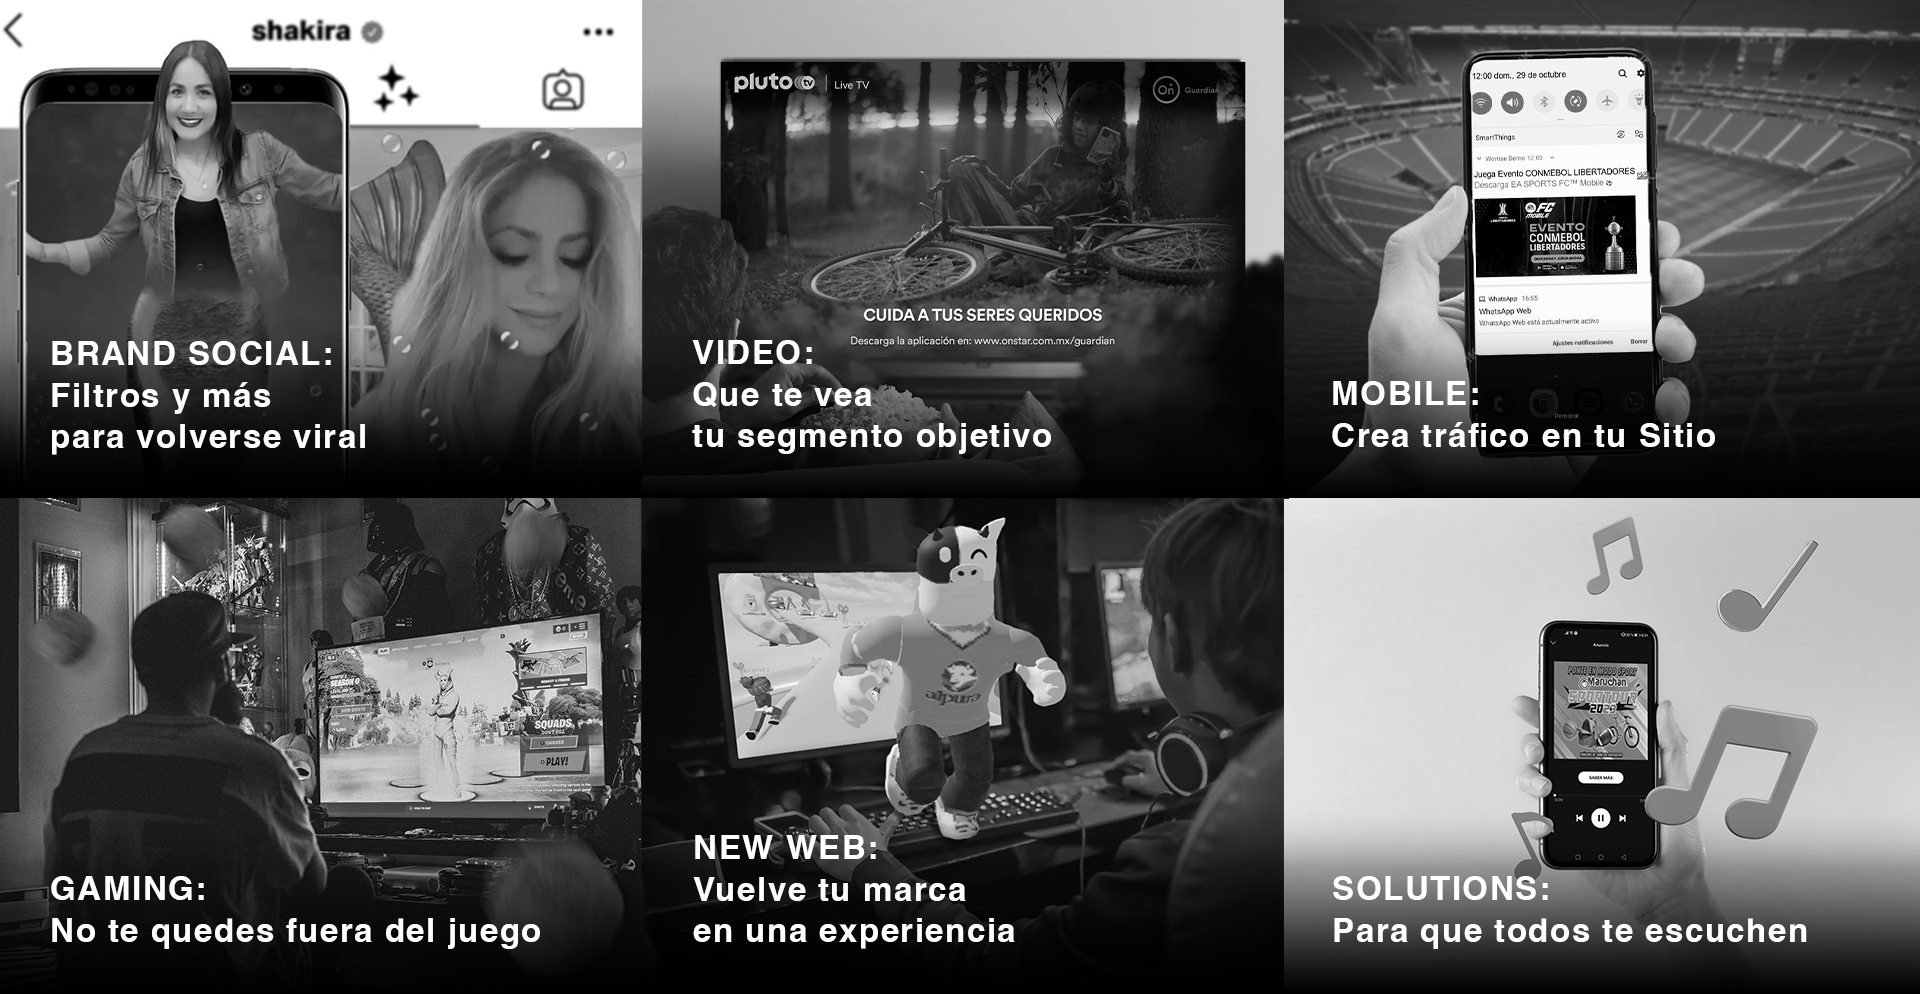 shakira
BRAND SOCIAL:
Filtros y más
para volverse viral
pluto tv | Live TV
On Guardian
CUIDA A TUS SERES QUERIDOS
Descarga la aplicación en: www.onstar.com.mx/guardian
VIDEO:
Que te vea
tu segmento objetivo
12:00 dom., 29 de octubre
SmartThings
Wortise Demo 12:00
Juega Evento CONMEBOL LIBERTADORES
Descarga EA SPORTS FC™ Mobile
LIBERTADORES
FC
MOBILE
EVENTO
CONMEBOL
LIBERTADORES
WhatsApp 16:55
WhatsApp Web
WhatsApp Web está actualmente activo
Ajustes notificaciones Borrar
Personal
MOBILE:
Crea tráfico en tu Sitio
SEASON
SQUADS
CHANGE
PLAY!
GAMING:
No te quedes fuera del juego
alpura
NEW WEB:
Vuelve tu marca
en una experiencia
Anuncio
PONTE EN MODO SPORT
Maruchan
SPORTOUT
2023
SABER MÁS
SOLUTIONS:
Para que todos te escuchen